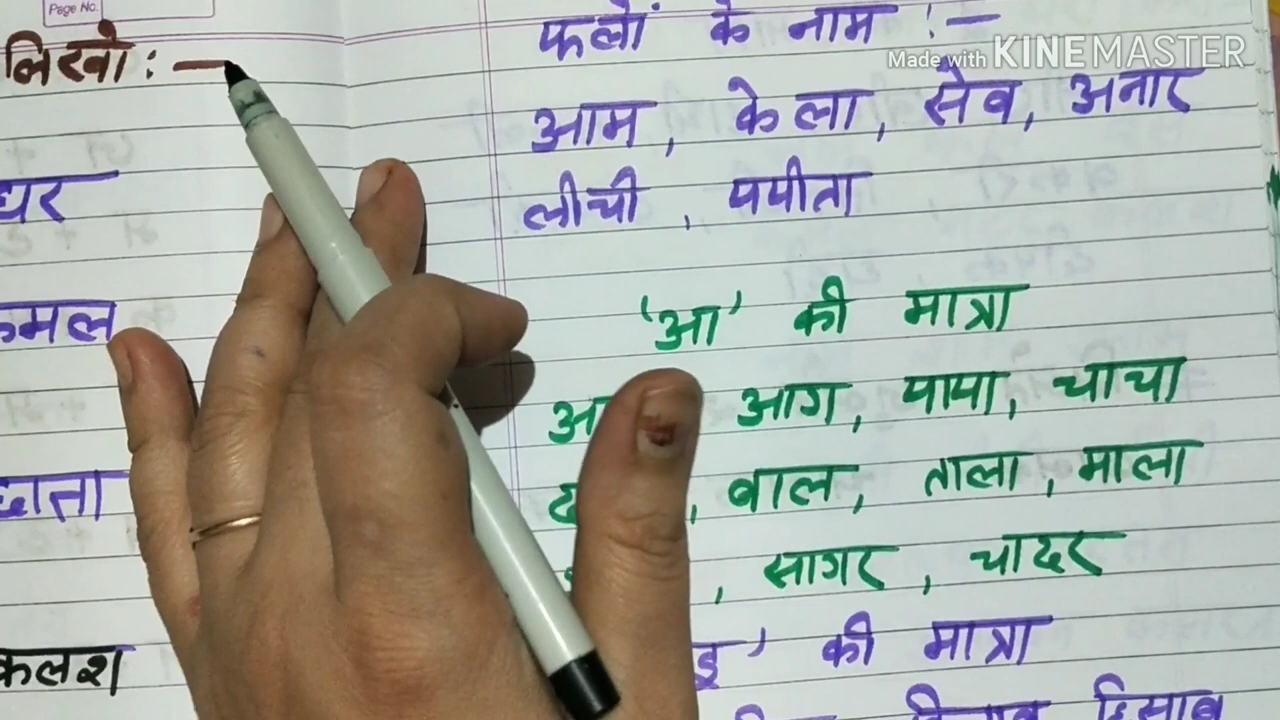 Page No.
लिखो : —
घर
कमल
छाता
कलश
फलों के नाम :—
Made with KINEMASTER
आम, केला, सेव, अनार
लीची, पपीता
'आ' की मात्रा
आग, पापा, चाचा
, बाल, ताला, माला
, सागर, चादर
इ' की मात्रा